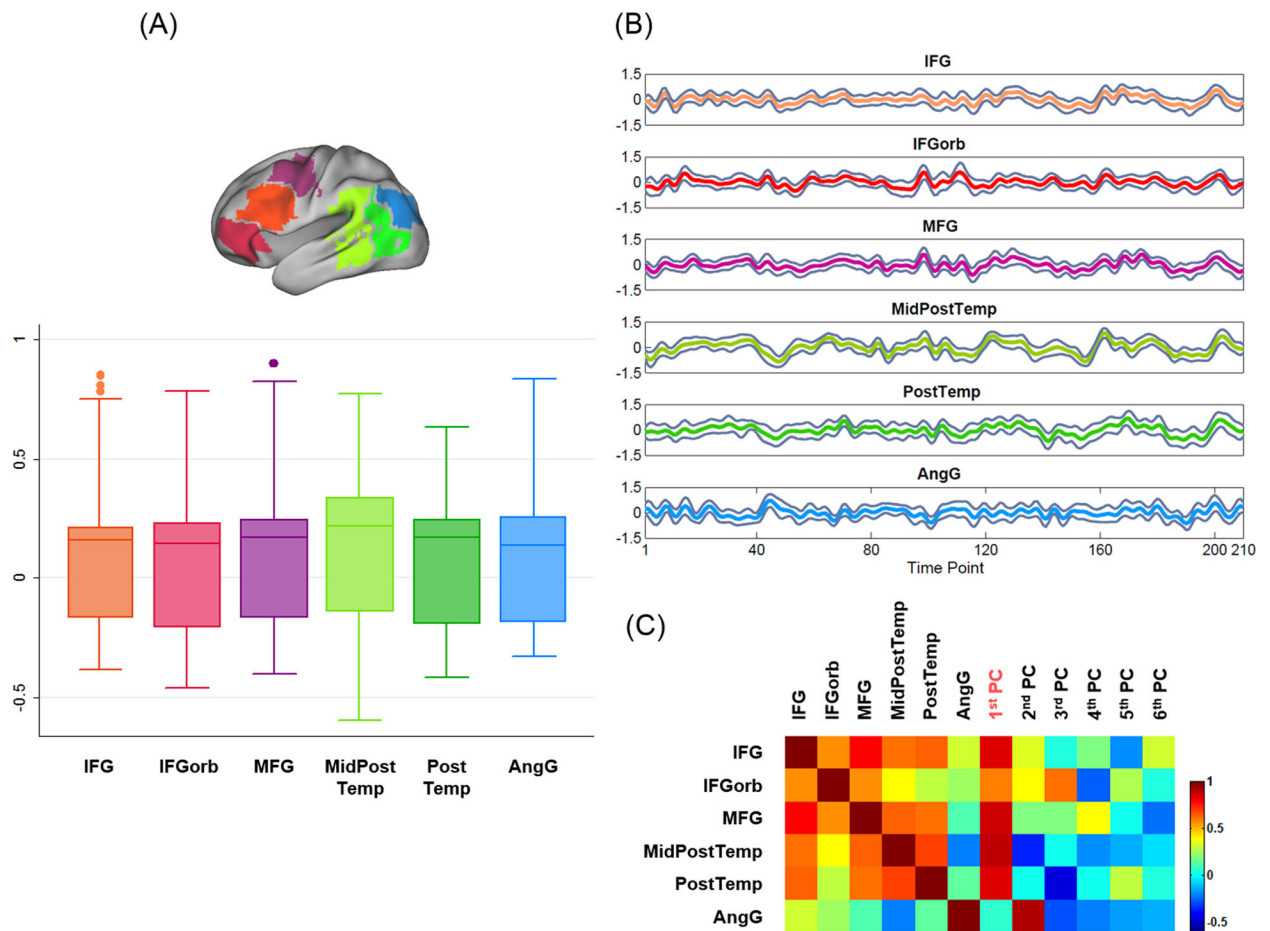 (A)
1
0.5
0
-0.5
IFG IFGorb MFG MidPost Temp Post Temp AngG
(B)
IFG
1.5
0
-1.5
IFGorb
1.5
0
-1.5
MFG
1.5
0
-1.5
MidPostTemp
1.5
0
-1.5
PostTemp
1.5
0
-1.5
AngG
1.5
0
-1.5
1 40 80 120 160 200 210
Time Point
(C)
IFG IFGorb MFG MidPostTemp PostTemp AngG 1st PC 2nd PC 3rd PC 4th PC 5th PC 6th PC
IFG
IFGorb
MFG
MidPostTemp
PostTemp
AngG
1
0.5
0
-0.5